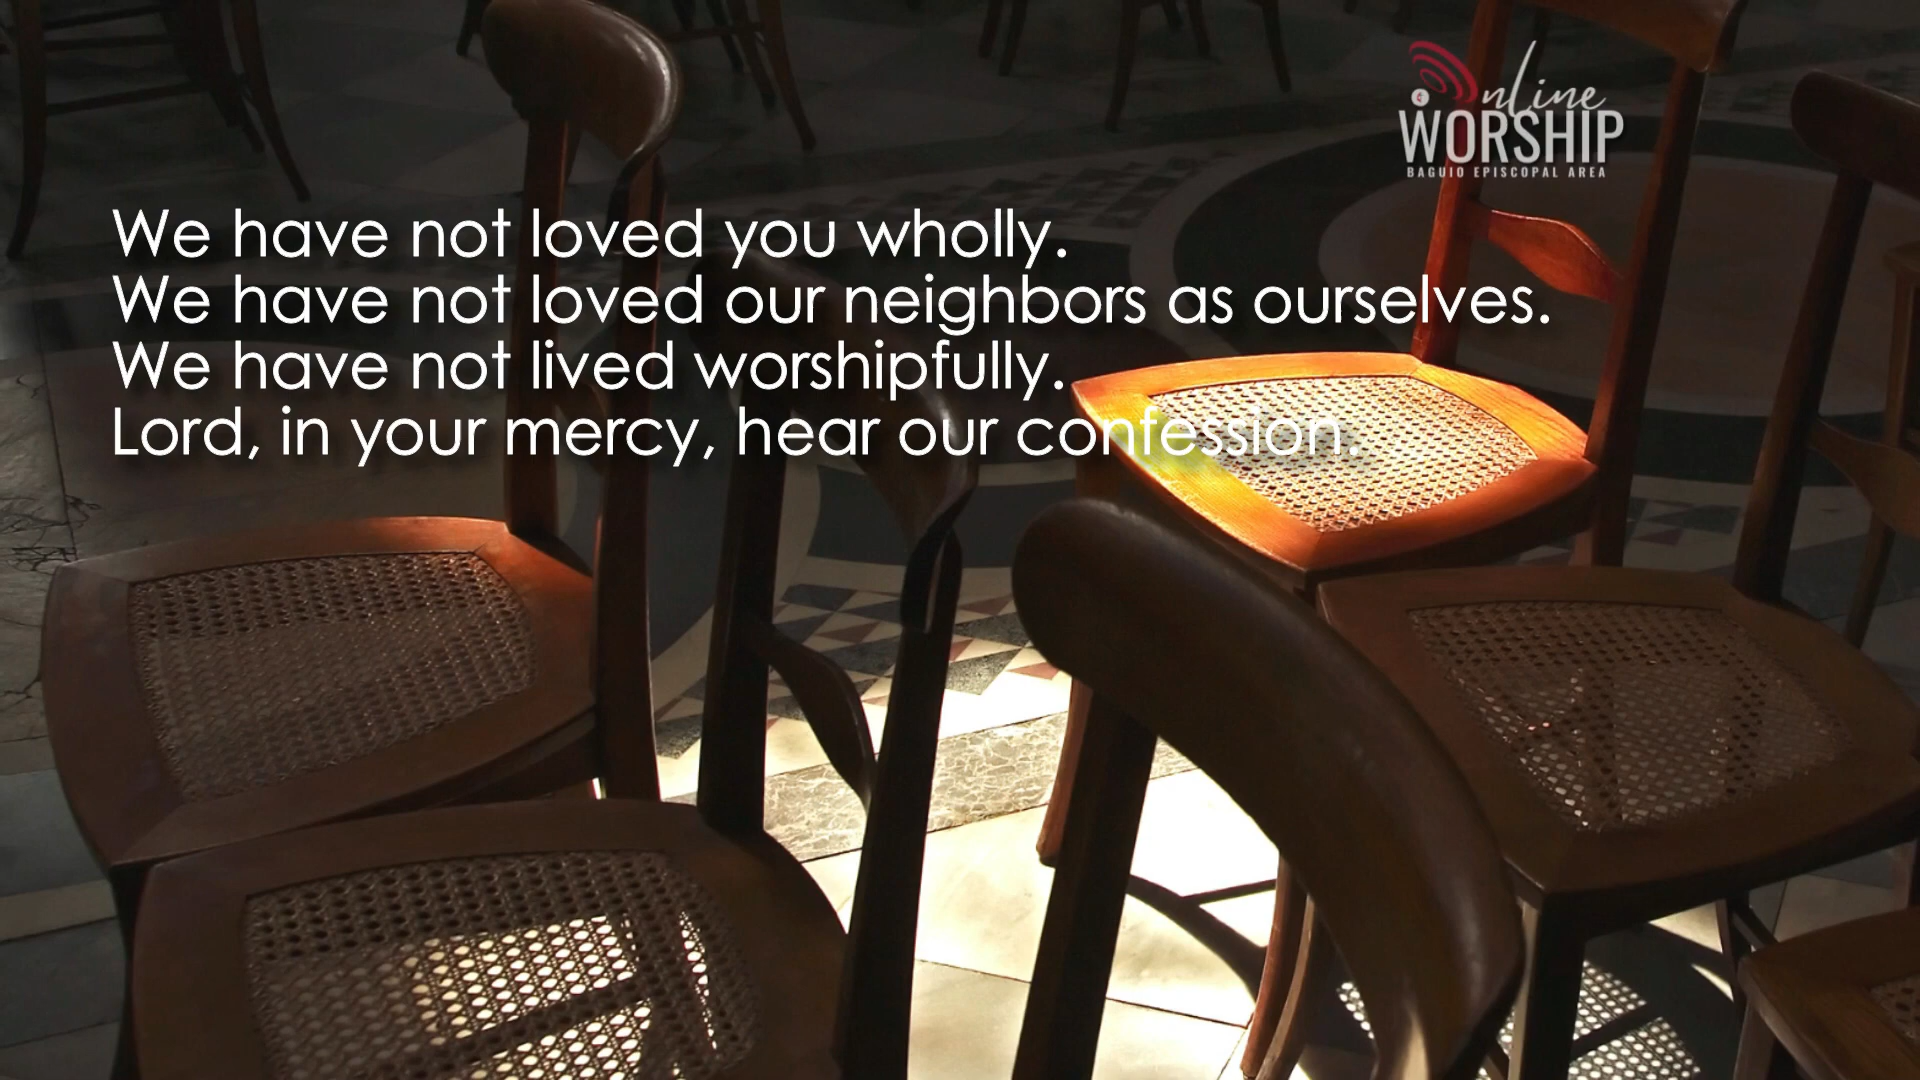 Online
WORSHIP
BAGUIO EPISCOPAL AREA
We have not loved you wholly.
We have not loved our neighbors as ourselves.
We have not lived worshipfully.
Lord, in your mercy, hear our confession.